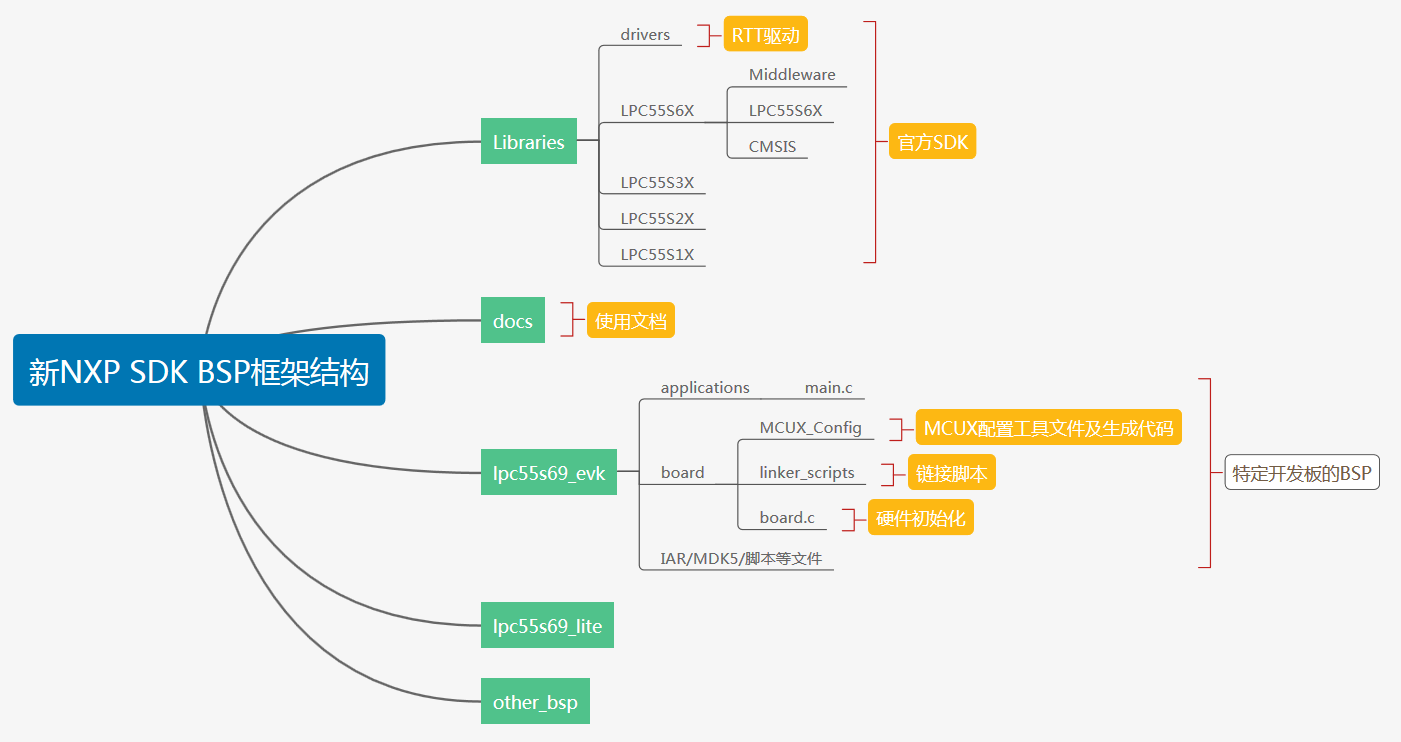 新NXP SDK BSP框架结构
Libraries
drivers
RTT驱动
LPC55S6X
Middleware
LPC55S6X
CMSIS
LPC55S3X
LPC55S2X
LPC55S1X
官方SDK
docs
使用文档
lpc55s69_evk
applications
main.c
board
MCUX_Config
MCUX配置工具文件及生成代码
linker_scripts
链接脚本
board.c
硬件初始化
IAR/MDK5/脚本等文件
特定开发板的BSP
lpc55s69_lite
other_bsp